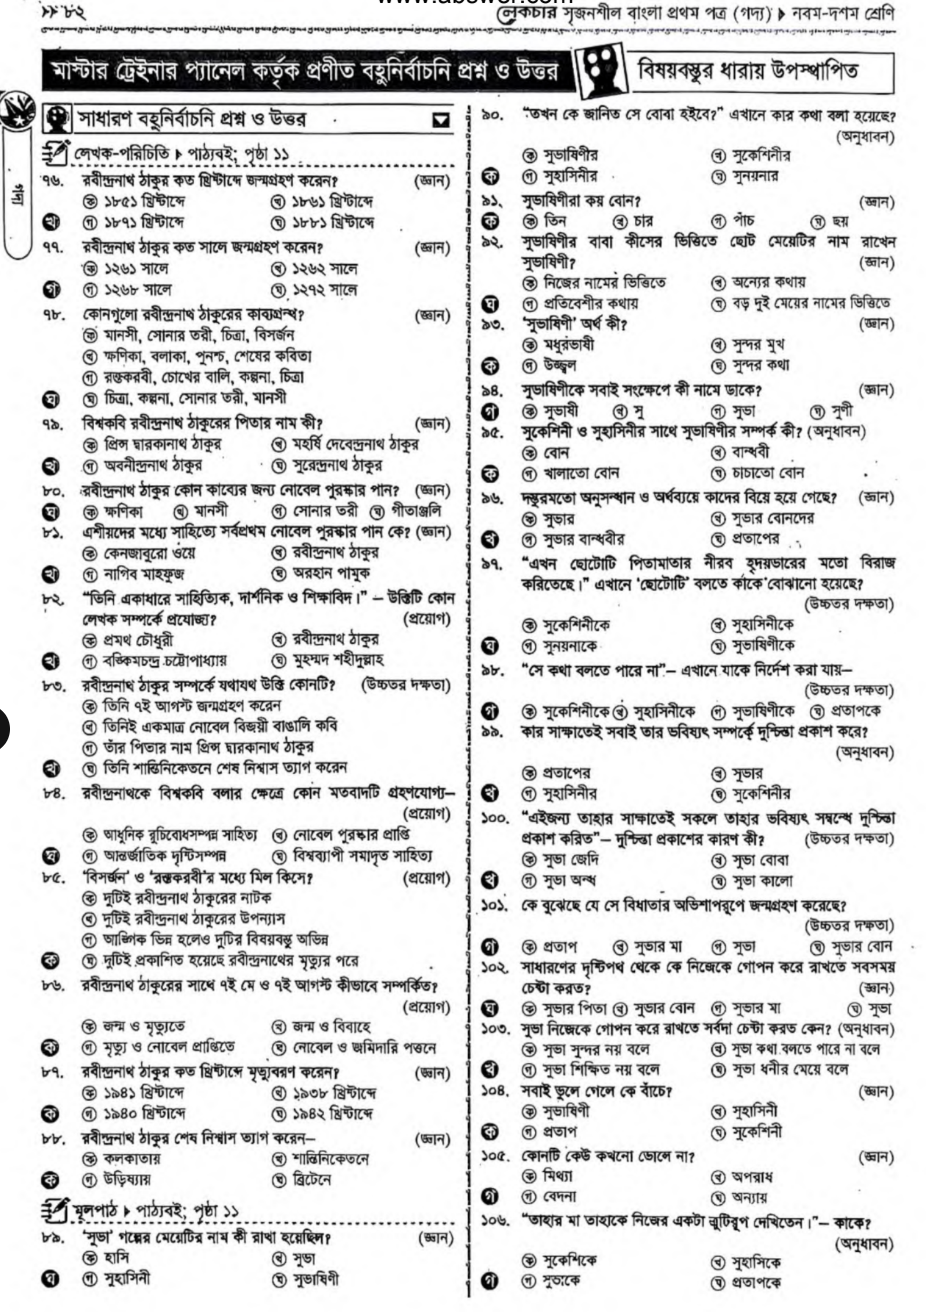 ১৮২
www.abswer.com
লেকচার সৃজনশীল বাংলা প্রথম পত্র (গদ্য) ▶ নবম-দশম শ্রেণি
মাস্টার ট্রেইনার প্যানেল কর্তৃক প্রণীত বহুনির্বাচনি প্রশ্ন ও উত্তর
বিষয়বস্তুর ধারায় উপস্থাপিত
গদ্য
সাধারণ বহুনির্বাচনি প্রশ্ন ও উত্তর
লেখক-পরিচিতি ▶ পাঠ্যবই; পৃষ্ঠা ১১
৭৬. রবীন্দ্রনাথ ঠাকুর কত খ্রিষ্টাব্দে জন্মগ্রহণ করেন? (জ্ঞান)
ক ১৮৫১ খ্রিষ্টাব্দে খ ১৮৬১ খ্রিষ্টাব্দে
খ গ ১৮৭১ খ্রিষ্টাব্দে ঘ ১৮৮১ খ্রিষ্টাব্দে
৭৭. রবীন্দ্রনাথ ঠাকুর কত সালে জন্মগ্রহণ করেন? (জ্ঞান)
ক ১২৬১ সালে খ ১২৬২ সালে
গ গ ১২৬৮ সালে ঘ ১২৭২ সালে
৭৮. কোনগুলো রবীন্দ্রনাথ ঠাকুরের কাব্যগ্রন্থ? (জ্ঞান)
ক মানসী, সোনার তরী, চিত্রা, বিসর্জন
খ ক্ষণিকা, বলাকা, পুনশ্চ, শেষের কবিতা
গ রক্তকরবী, চোখের বালি, কল্পনা, চিত্রা
ঘ ঘ চিত্রা, কল্পনা, সোনার তরী, মানসী
৭৯. বিশ্বকবি রবীন্দ্রনাথ ঠাকুরের পিতার নাম কী? (জ্ঞান)
ক প্রিন্স দ্বারকানাথ ঠাকুর খ মহর্ষি দেবেন্দ্রনাথ ঠাকুর
খ গ অবনীন্দ্রনাথ ঠাকুর ঘ সুরেন্দ্রনাথ ঠাকুর
৮০. রবীন্দ্রনাথ ঠাকুর কোন কাব্যের জন্য নোবেল পুরস্কার পান? (জ্ঞান)
ঘ ক ক্ষণিকা খ মানসী গ সোনার তরী ঘ গীতাঞ্জলি
৮১. এশীয়দের মধ্যে সাহিত্যে সর্বপ্রথম নোবেল পুরস্কার পান কে? (জ্ঞান)
ক কেনজাবুরো ওয়ে খ রবীন্দ্রনাথ ঠাকুর
খ গ নাগিব মাহফুজ ঘ অরহান পামুক
৮২. “তিনি একাধারে সাহিত্যিক, দার্শনিক ও শিক্ষাবিদ।” – উক্তিটি কোন
লেখক সম্পর্কে প্রযোজ্য? (প্রয়োগ)
ক প্রমথ চৌধুরী খ রবীন্দ্রনাথ ঠাকুর
খ গ বঙ্কিমচন্দ্র চট্টোপাধ্যায় ঘ মুহম্মদ শহীদুল্লাহ
৮৩. রবীন্দ্রনাথ ঠাকুর সম্পর্কে যথাযথ উক্তি কোনটি? (উচ্চতর দক্ষতা)
ক তিনি ৭ই আগস্ট জন্মগ্রহণ করেন
খ তিনিই একমাত্র নোবেল বিজয়ী বাঙালি কবি
গ তাঁর পিতার নাম প্রিন্স দ্বারকানাথ ঠাকুর
খ ঘ তিনি শান্তিনিকেতনে শেষ নিশ্বাস ত্যাগ করেন
৮৪. রবীন্দ্রনাথকে বিশ্বকবি বলার ক্ষেত্রে কোন মতবাদটি গ্রহণযোগ্য–
(প্রয়োগ)
ক আধুনিক রুচিবোধসম্পন্ন সাহিত্য খ নোবেল পুরস্কার প্রাপ্তি
ঘ গ আন্তর্জাতিক দৃষ্টিসম্পন্ন ঘ বিশ্বব্যাপী সমাদৃত সাহিত্য
৮৫. 'বিসর্জন' ও 'রক্তকরবী'র মধ্যে মিল কিসে? (প্রয়োগ)
ক দুটিই রবীন্দ্রনাথ ঠাকুরের নাটক
খ দুটিই রবীন্দ্রনাথ ঠাকুরের উপন্যাস
গ আঙ্গিক ভিন্ন হলেও দুটির বিষয়বস্তু অভিন্ন
ক ঘ দুটিই প্রকাশিত হয়েছে রবীন্দ্রনাথের মৃত্যুর পরে
৮৬. রবীন্দ্রনাথ ঠাকুরের সাথে ৭ই মে ও ৭ই আগস্ট কীভাবে সম্পর্কিত?
(প্রয়োগ)
ক জন্ম ও মৃত্যুতে খ জন্ম ও বিবাহে
ক গ মৃত্যু ও নোবেল প্রাপ্তিতে ঘ নোবেল ও জমিদারি পত্তনে
৮৭. রবীন্দ্রনাথ ঠাকুর কত খ্রিষ্টাব্দে মৃত্যুবরণ করেন? (জ্ঞান)
ক ১৯৪১ খ্রিষ্টাব্দে খ ১৯৩৮ খ্রিষ্টাব্দে
ক গ ১৯৪০ খ্রিষ্টাব্দে ঘ ১৯৪২ খ্রিষ্টাব্দে
৮৮. রবীন্দ্রনাথ ঠাকুর শেষ নিশ্বাস ত্যাগ করেন– (জ্ঞান)
ক কলকাতায় খ শান্তিনিকেতনে
ক গ উড়িষ্যায় ঘ ব্রিটেনে
মূলপাঠ ▶ পাঠ্যবই; পৃষ্ঠা ১১
৮৯. 'সুভা' গল্পের মেয়েটির নাম কী রাখা হয়েছিল? (জ্ঞান)
ক হাসি খ সুভা
ঘ গ সুহাসিনী ঘ সুভাষিণী
৯০. “তখন কে জানিত সে বোবা হইবে?” এখানে কার কথা বলা হয়েছে?
(অনুধাবন)
ক সুভাষিণীর খ সুকেশিনীর
ক গ সুহাসিনীর ঘ সুনয়নার
৯১. সুভাষিণীরা কয় বোন? (জ্ঞান)
ক ক তিন খ চার গ পাঁচ ঘ ছয়
৯২. সুভাষিণীর বাবা কীসের ভিত্তিতে ছোট মেয়েটির নাম রাখেন
সুভাষিণী? (জ্ঞান)
ক নিজের নামের ভিত্তিতে খ অন্যের কথায়
ঘ গ প্রতিবেশীর কথায় ঘ বড় দুই মেয়ের নামের ভিত্তিতে
৯৩. 'সুভাষিণী' অর্থ কী? (জ্ঞান)
ক মধুরভাষী খ সুন্দর মুখ
ক গ উজ্জ্বল ঘ সুন্দর কথা
৯৪. সুভাষিণীকে সবাই সংক্ষেপে কী নামে ডাকে? (জ্ঞান)
গ ক সুভাষী খ সু গ সুভা ঘ সুণী
৯৫. সুকেশিনী ও সুহাসিনীর সাথে সুভাষিণীর সম্পর্ক কী? (অনুধাবন)
ক বোন খ বান্ধবী
ক গ খালাতো বোন ঘ চাচাতো বোন
৯৬. দস্তুরমতো অনুসন্ধান ও অর্থব্যয়ে কাদের বিয়ে হয়ে গেছে? (জ্ঞান)
ক সুভার খ সুভার বোনদের
খ গ সুভার বান্ধবীর ঘ প্রতাপের
৯৭. “এখন ছোটোটি পিতামাতার নীরব হৃদয়ভারের মতো বিরাজ
করিতেছে।” এখানে 'ছোটোটি' বলতে কাকে বোঝানো হয়েছে?
(উচ্চতর দক্ষতা)
ক সুকেশিনীকে খ সুহাসিনীকে
ঘ গ সুনয়নাকে ঘ সুভাষিণীকে
৯৮. “সে কথা বলতে পারে না”– এখানে যাকে নির্দেশ করা যায়–
(উচ্চতর দক্ষতা)
গ ক সুকেশিনীকে খ সুহাসিনীকে গ সুভাষিণীকে ঘ প্রতাপকে
৯৯. কার সাক্ষাতেই সবাই তার ভবিষ্যৎ সম্পর্কে দুশ্চিন্তা প্রকাশ করে?
(অনুধাবন)
ক প্রতাপের খ সুভার
খ গ সুহাসিনীর ঘ সুকেশিনীর
১০০. “এইজন্য তাহার সাক্ষাতেই সকলে তাহার ভবিষ্যৎ সম্বন্ধে দুশ্চিন্তা
প্রকাশ করিত”– দুশ্চিন্তা প্রকাশের কারণ কী? (উচ্চতর দক্ষতা)
ক সুভা জেদি খ সুভা বোবা
খ গ সুভা অন্ধ ঘ সুভা কালো
১০১. কে বুঝেছে যে সে বিধাতার অভিশাপরূপে জন্মগ্রহণ করেছে?
(উচ্চতর দক্ষতা)
গ ক প্রতাপ খ সুভার মা গ সুভা ঘ সুভার বোন
১০২. সাধারণের দৃষ্টিপথ থেকে কে নিজেকে গোপন করে রাখতে সবসময়
চেষ্টা করত? (জ্ঞান)
ঘ ক সুভার পিতা খ সুভার বোন গ সুভার মা ঘ সুভা
১০৩. সুভা নিজেকে গোপন করে রাখতে সর্বদা চেষ্টা করত কেন? (অনুধাবন)
ক সুভা সুন্দর নয় বলে খ সুভা কথা বলতে পারে না বলে
খ গ সুভা শিক্ষিত নয় বলে ঘ সুভা ধনীর মেয়ে বলে
১০৪. সবাই ভুলে গেলে কে বাঁচে? (জ্ঞান)
ক সুভাষিণী খ সুহাসিনী
ক গ প্রতাপ ঘ সুকেশিনী
১০৫. কোনটি কেউ কখনো ভোলে না? (জ্ঞান)
ক মিথ্যা খ অপরাধ
গ গ বেদনা ঘ অন্যায়
১০৬. “তাহার মা তাহাকে নিজের একটা ত্রুটিরূপ দেখিতেন।”– কাকে?
(অনুধাবন)
ক সুকেশিকে খ সুহাসিকে
গ গ সুভাকে ঘ প্রতাপকে